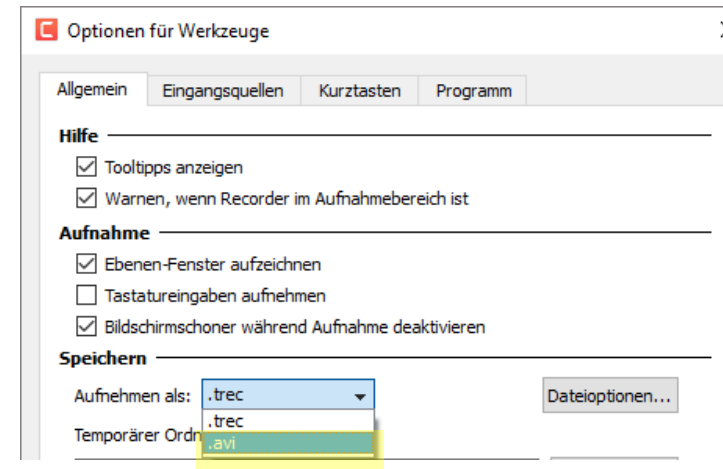 Optionen für Werkzeuge
Allgemein Eingangsquellen Kurztasten Programm
Hilfe
Tooltipps anzeigen
Warnen, wenn Recorder im Aufnahmebereich ist
Aufnahme
Ebenen-Fenster aufzeichnen
Tastatureingaben aufnehmen
Bildschirmschoner während Aufnahme deaktivieren
Speichern
Aufnehmen als: .trec Dateioptionen...
.trec
Temporärer Ordn
.avi